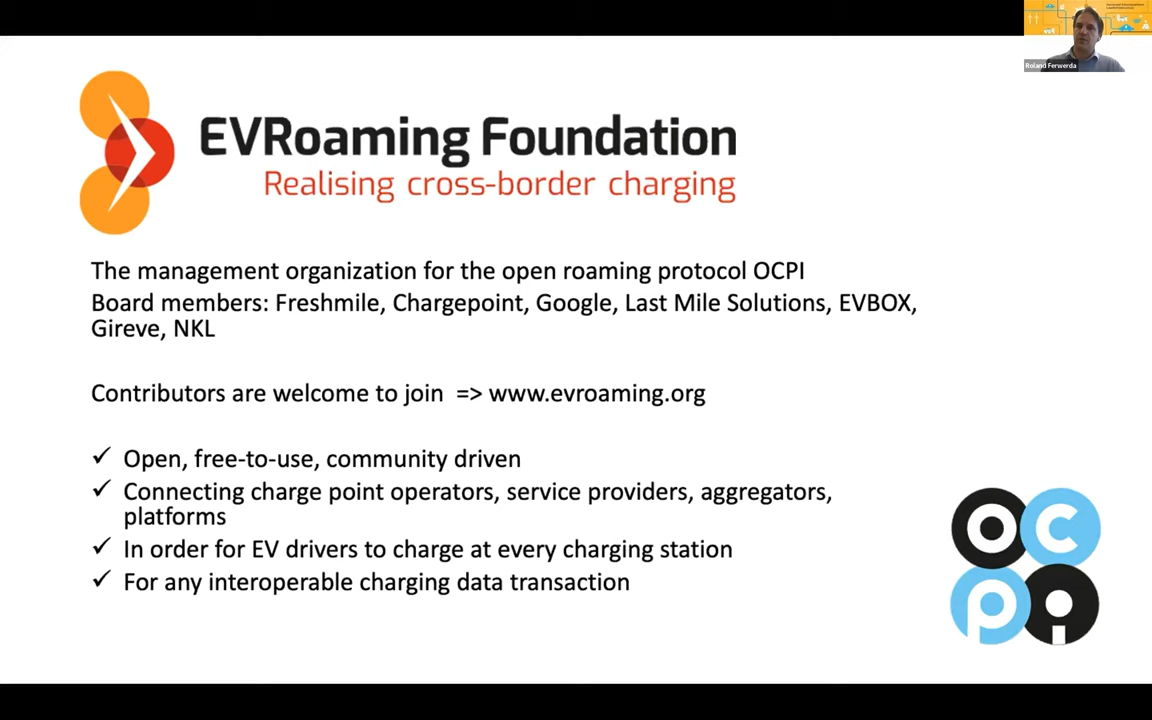 Roland Ferwerda
EVRoaming Foundation
Realising cross-border charging
The management organization for the open roaming protocol OCPI
Board members: Freshmile, Chargepoint, Google, Last Mile Solutions, EVBOX,
Gireve, NKL
Contributors are welcome to join => www.evroaming.org
✓ Open, free-to-use, community driven
✓ Connecting charge point operators, service providers, aggregators,
platforms
✓ In order for EV drivers to charge at every charging station
✓ For any interoperable charging data transaction
oc
pi